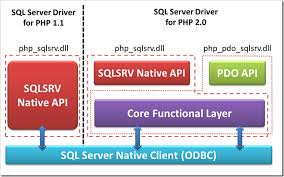 SQL Server Driver
for PHP 1.1
SQL Server Driver
for PHP 2.0
php_sqlsrv.dll
php_sqlsrv.dll
php_pdo_sqlsrv.dll
SQLSRV
Native API
SQLSRV Native API
PDO API
Core Functional Layer
SQL Server Native Client (ODBC)